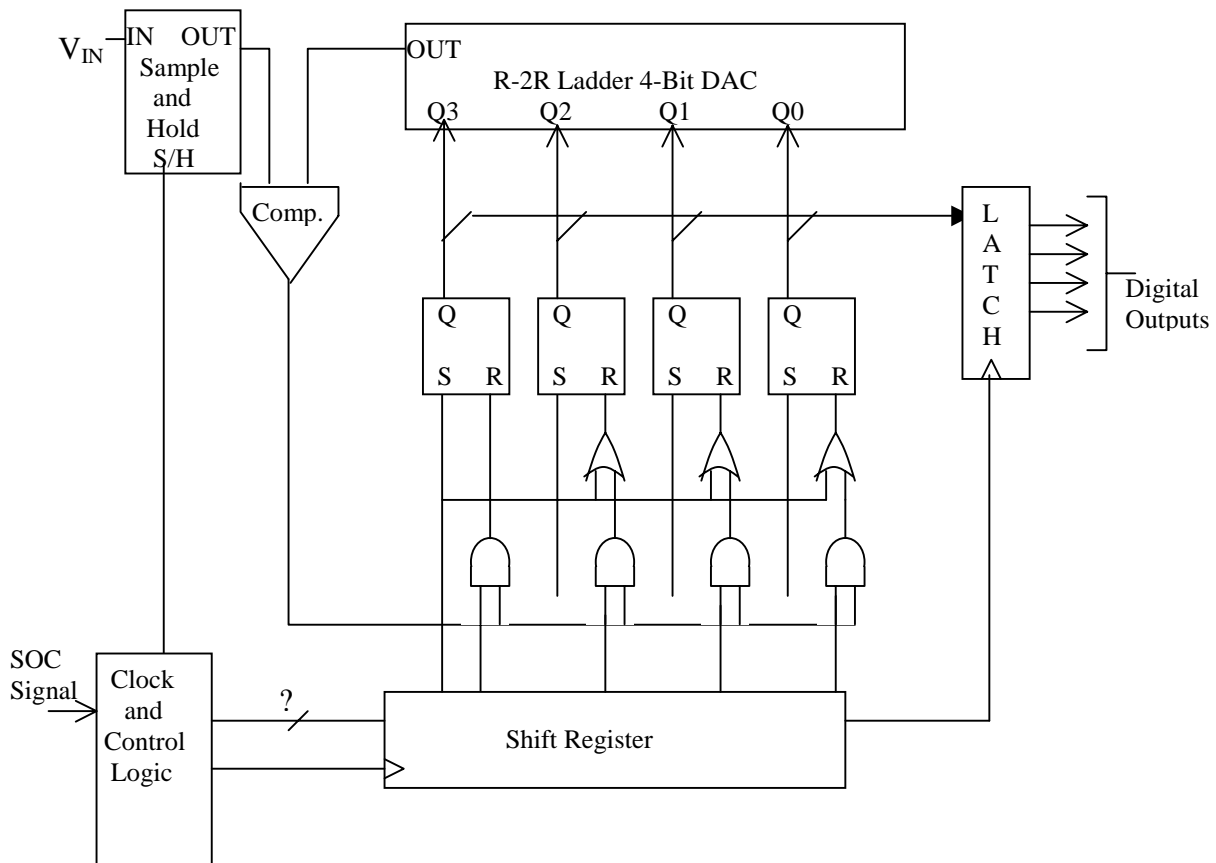 V_IN
IN OUT
Sample
and
Hold
S/H
OUT
R-2R Ladder 4-Bit DAC
Q3 Q2 Q1 Q0
Comp.
L
A
T
C
H
Digital
Outputs
Q Q Q Q
S R S R S R S R
SOC
Signal
Clock
and
Control
Logic
?
Shift Register